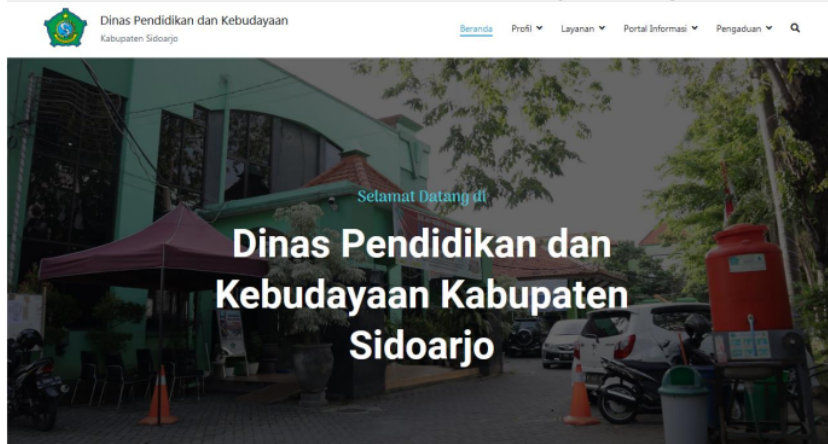 Dinas Pendidikan dan Kebudayaan
Kabupaten Sidoarjo
Beranda Profil Layanan Portal Informasi Pengaduan
Selamat Datang di
Dinas Pendidikan dan
Kebudayaan Kabupaten
Sidoarjo